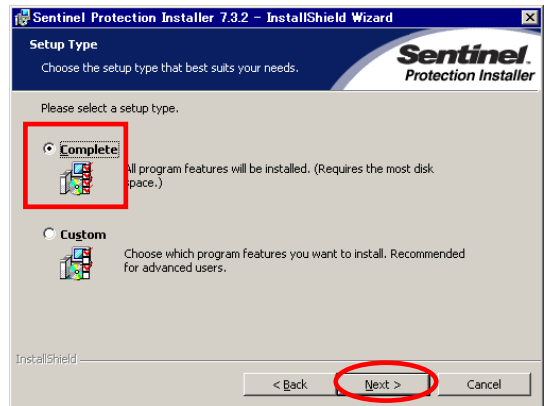 Sentinel Protection Installer 7.3.2 - InstallShield Wizard
Setup Type
Choose the setup type that best suits your needs.
Sentinel.
Protection Installer
Please select a setup type.
Complete
All program features will be installed. (Requires the most disk
space.)
Custom
Choose which program features you want to install. Recommended
for advanced users.
InstallShield
< Back
Next >
Cancel